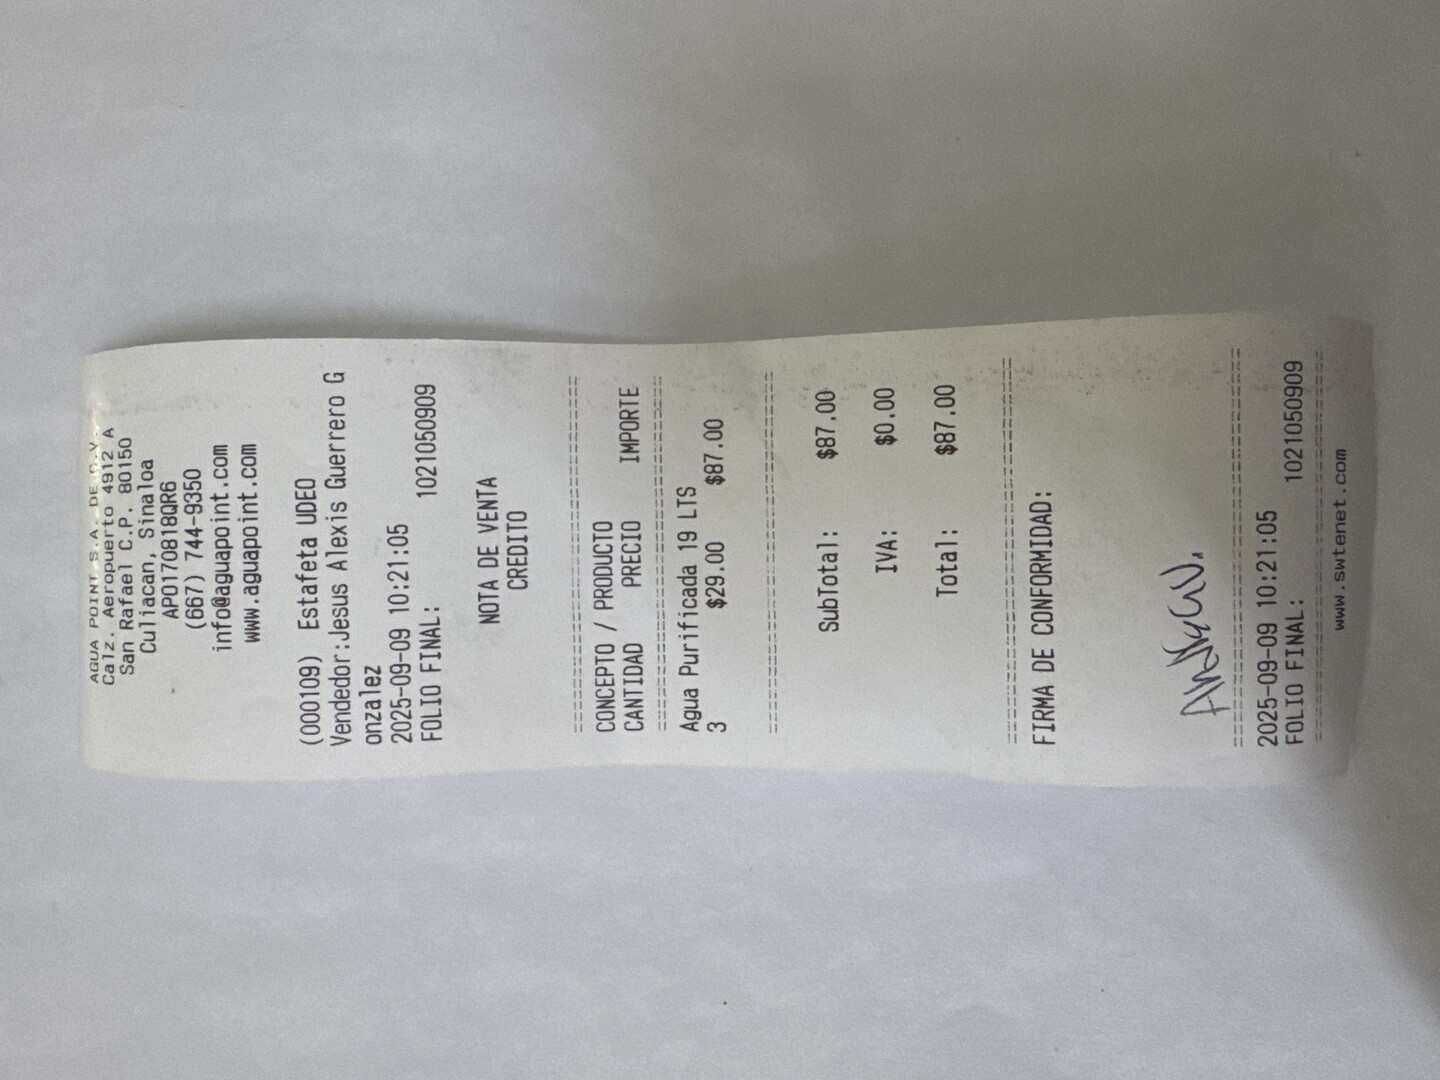 AGUA POINT S.A. DE C.V.
Calz. Aeropuerto 4912 A
San Rafael C.P. 80150
Culiacan, Sinaloa
APO170818QR6
(667) 744-9350
info@aguapoint.com
www.aguapoint.com
(000109) Estafeta UDEO
Vendedor:Jesus Alexis Guerrero G
onzalez
2025-09-09 10:21:05
FOLIO FINAL: 1021050909
NOTA DE VENTA
CREDITO
================================
CONCEPTO / PRODUCTO
CANTIDAD PRECIO IMPORTE
================================
Agua Purificada 19 LTS
3 $29.00 $87.00
================================
SubTotal: $87.00
IVA: $0.00
Total: $87.00
================================
FIRMA DE CONFORMIDAD:
================================
2025-09-09 10:21:05
FOLIO FINAL: 1021050909
================================
www.swtenet.com